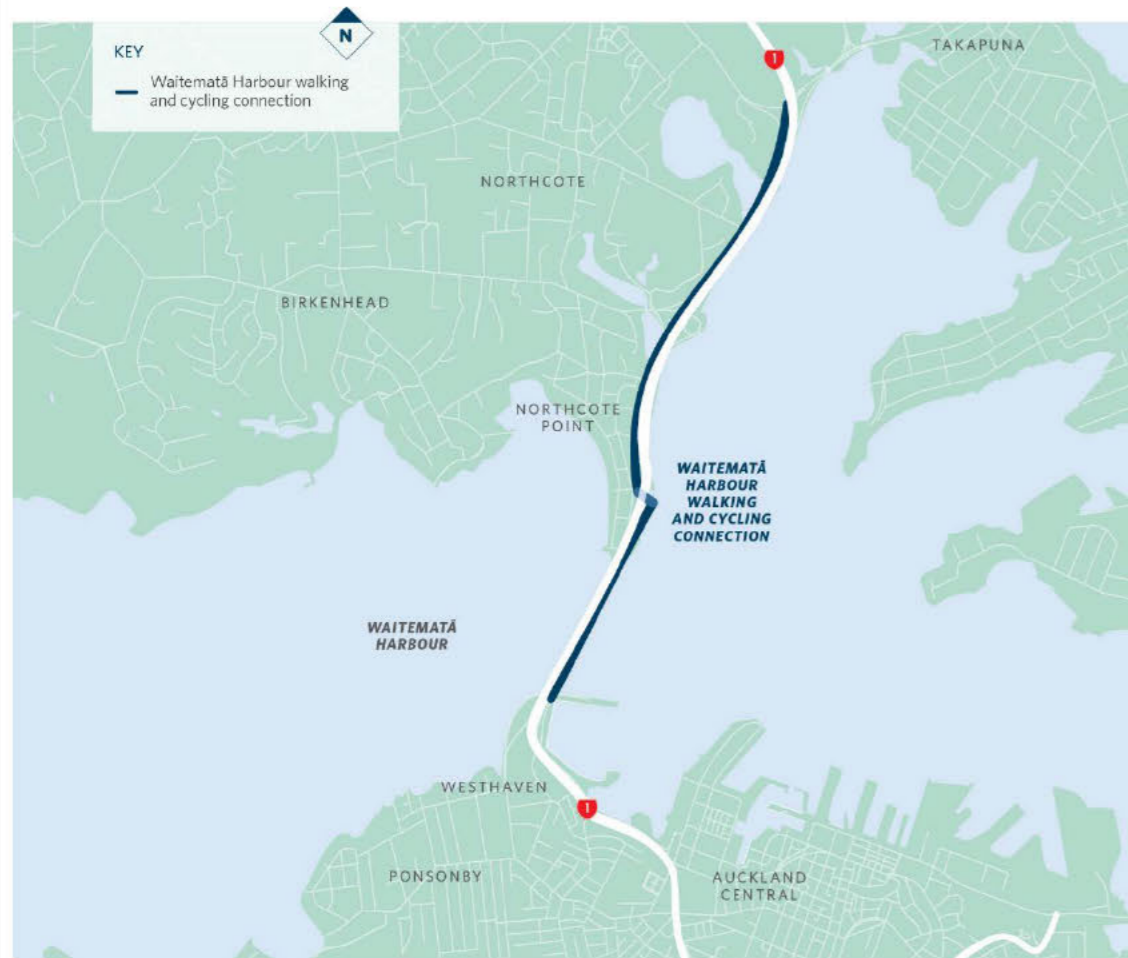 N
KEY
Waitematā Harbour walking
and cycling connection
1
TAKAPUNA
NORTHCOTE
BIRKENHEAD
NORTHCOTE
POINT
WAITEMATĀ
HARBOUR
WALKING
AND CYCLING
CONNECTION
WAITEMATĀ
HARBOUR
WESTHAVEN
1
PONSONBY
AUCKLAND
CENTRAL